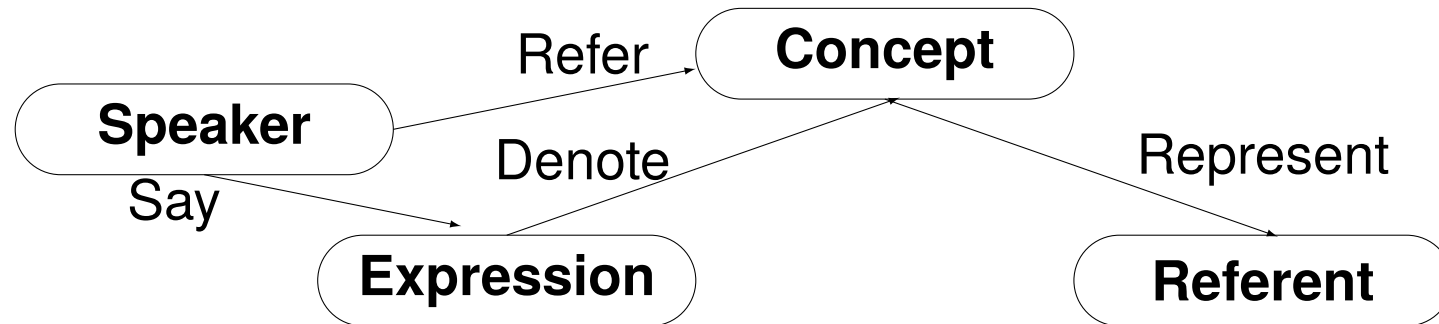 Refer
Concept
Speaker
Denote
Represent
Say
Expression
Referent